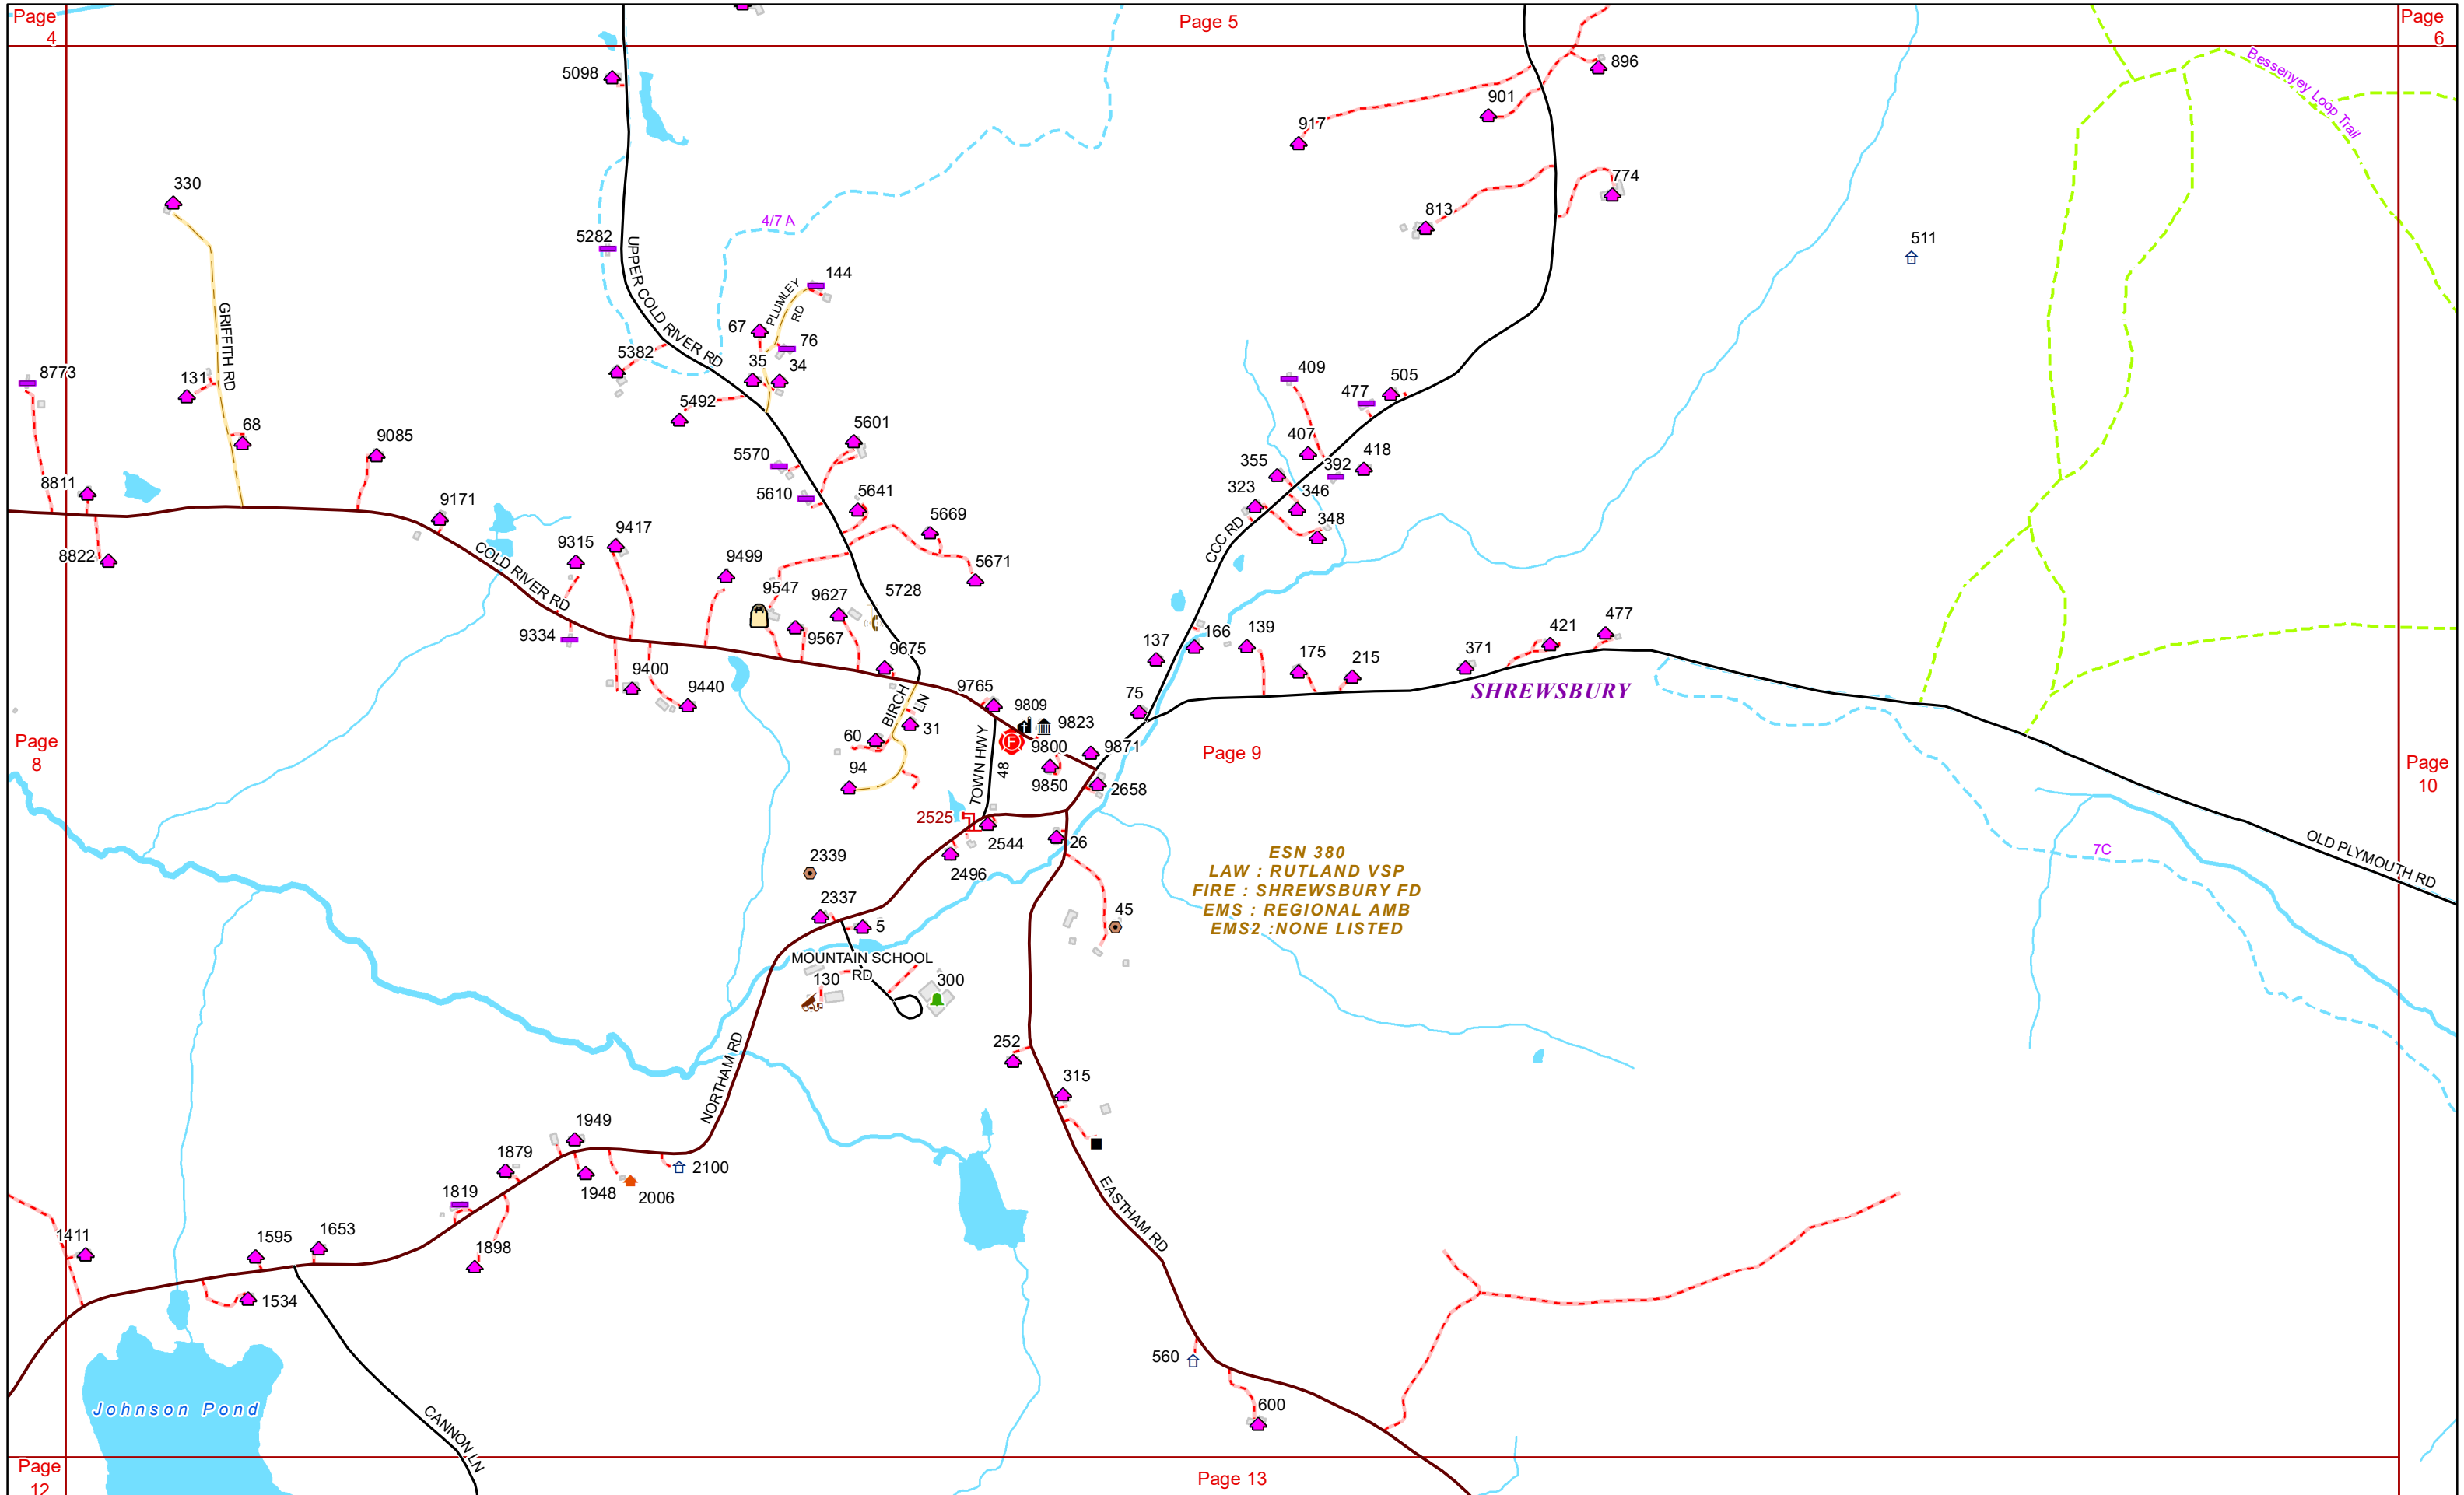 Page
4
Page 5
Page
6
Bessenyey Loop Trail
5098
896
901
917
330
774
813
4/7 A
5282
511
UPPER COLD RIVER RD
144
PLUMLEY
RD
67
76
GRIFFITH RD
5382
35
34
8773
131
409
505
477
5492
68
9085
5601
407
418
5570
355
392
8811
9171
5610
5641
323
346
5669
348
CCC RD
8822
COLD RIVER RD
9315
9417
9499
5671
9547
9627
5728
9334
9567
137
166
139
421
477
9675
9400
175
215
371
9440
9765
BIRCH
LN
75
SHREWSBURY
9809
9823
31
60
TOWN HWY
48
9800
9871
Page 9
Page
8
94
9850
2658
Page
10
2525
2544
26
OLD PLYMOUTH RD
7C
2339
2496
ESN 380
LAW : RUTLAND VSP
FIRE : SHREWSBURY FD
EMS : REGIONAL AMB
EMS2 :NONE LISTED
2337
5
45
MOUNTAIN SCHOOL
RD
130
300
NORTHAM RD
252
315
1949
1879
2100
1948
2006
1819
EASTHAM RD
1411
1595
1653
1898
1534
560
Johnson Pond
CANNON LN
600
Page
12
Page 13
F